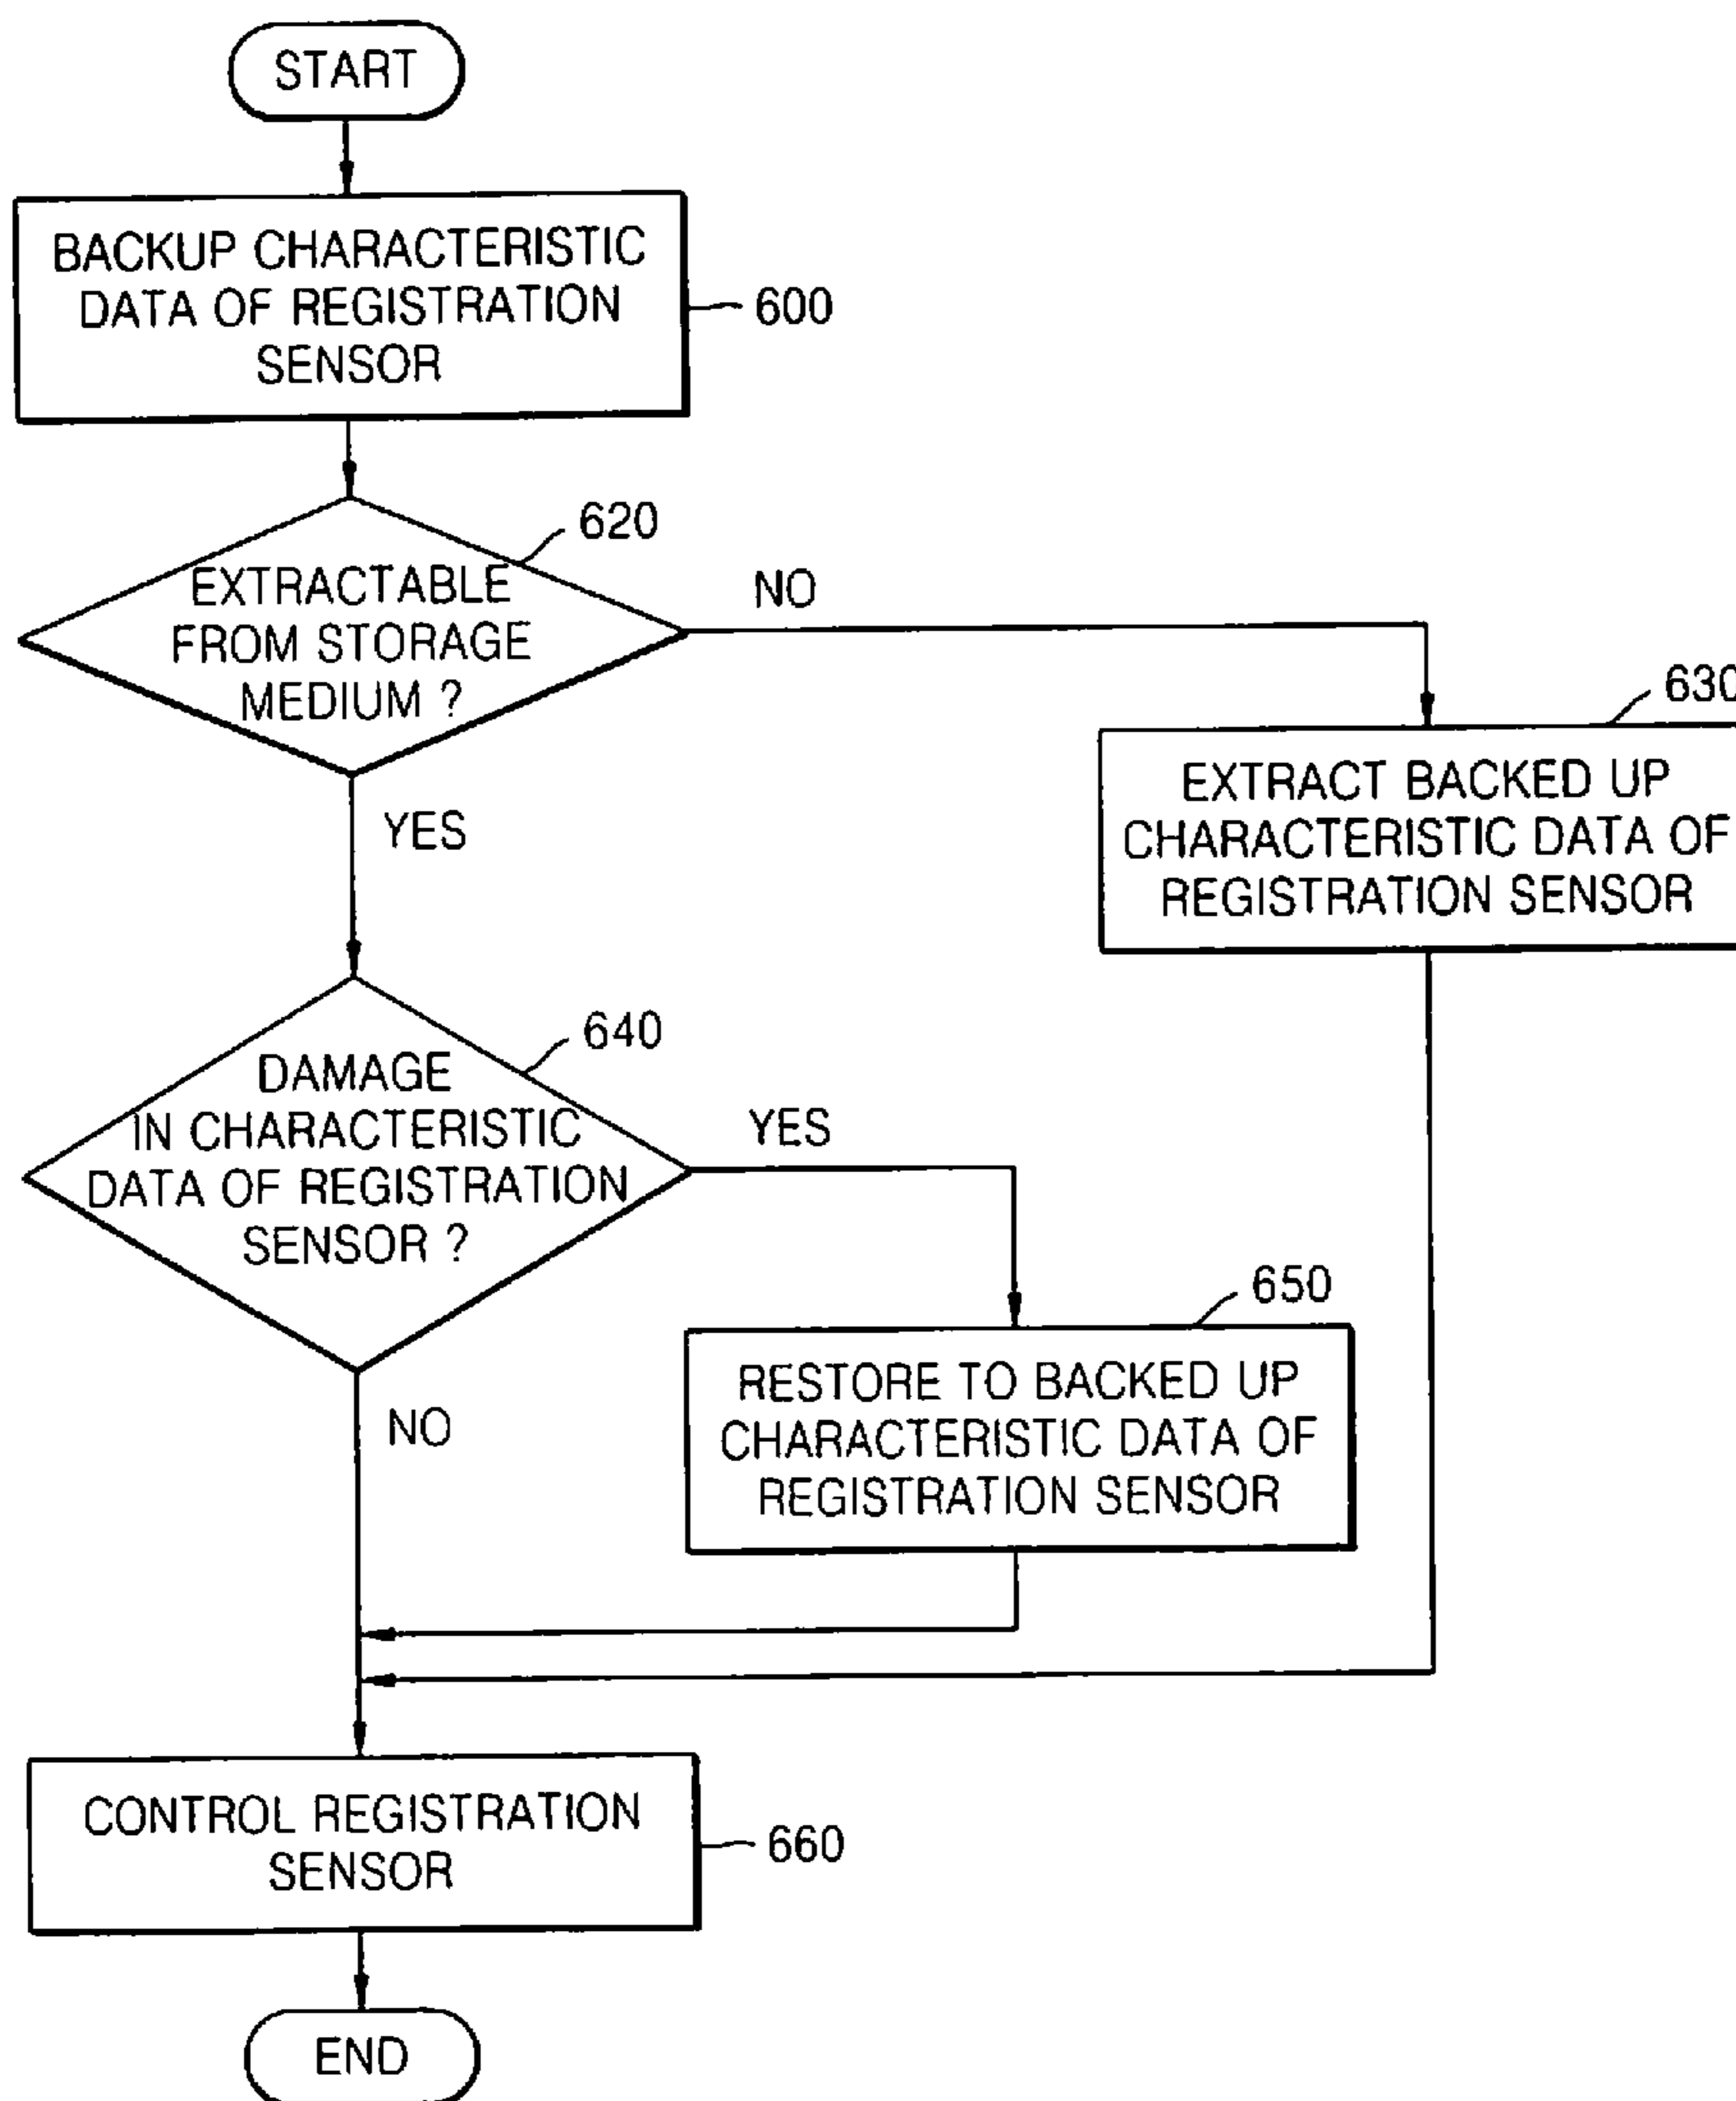 START
BACKUP CHARACTERISTIC
DATA OF REGISTRATION
SENSOR
600
620
EXTRACTABLE
FROM STORAGE
MEDIUM ?
NO
YES
630
EXTRACT BACKED UP
CHARACTERISTIC DATA OF
REGISTRATION SENSOR
640
DAMAGE
IN CHARACTERISTIC
DATA OF REGISTRATION
SENSOR ?
YES
NO
650
RESTORE TO BACKED UP
CHARACTERISTIC DATA OF
REGISTRATION SENSOR
CONTROL REGISTRATION
SENSOR
660
END